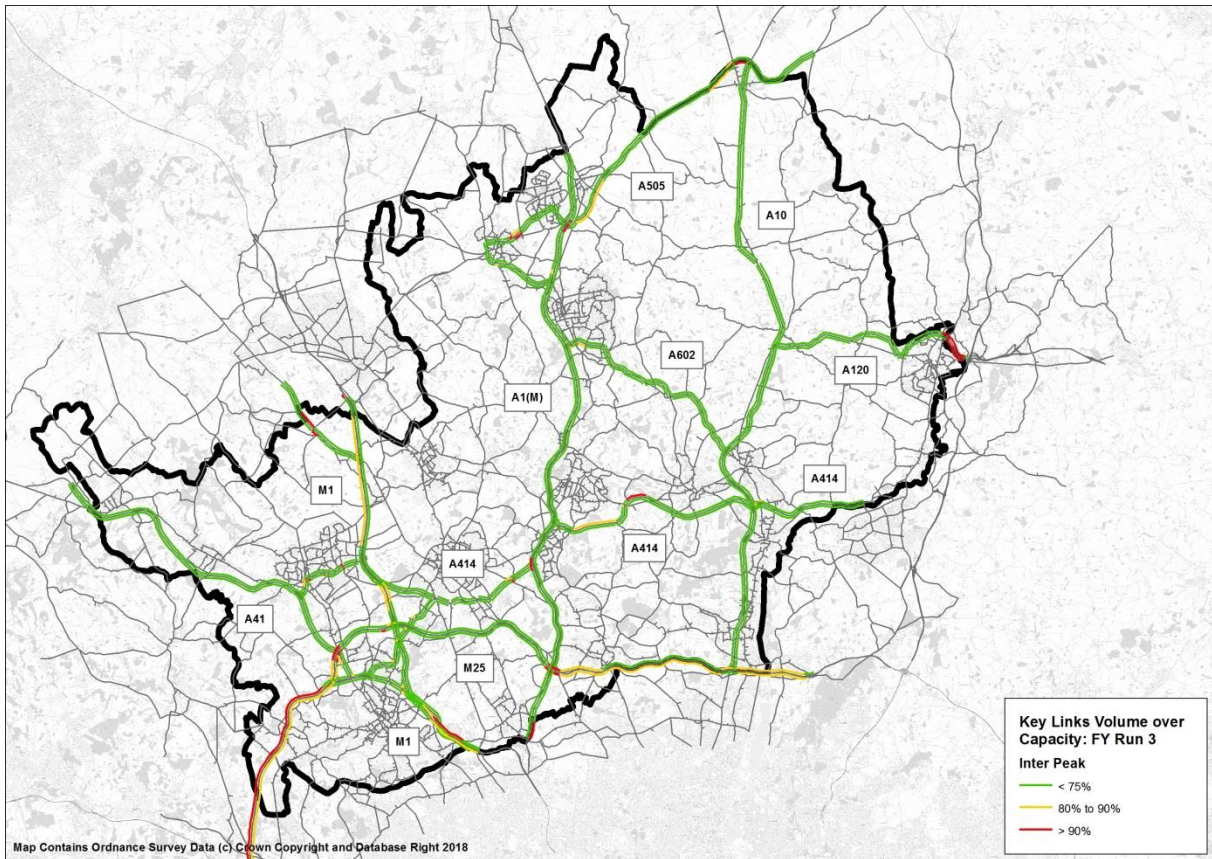 A505
A10
A602
A120
A1(M)
M1
A414
A414
A414
A41
M25
M1
Key Links Volume over
Capacity: FY Run 3
Inter Peak
< 75%
80% to 90%
> 90%
Map Contains Ordnance Survey Data (c) Crown Copyright and Database Right 2018